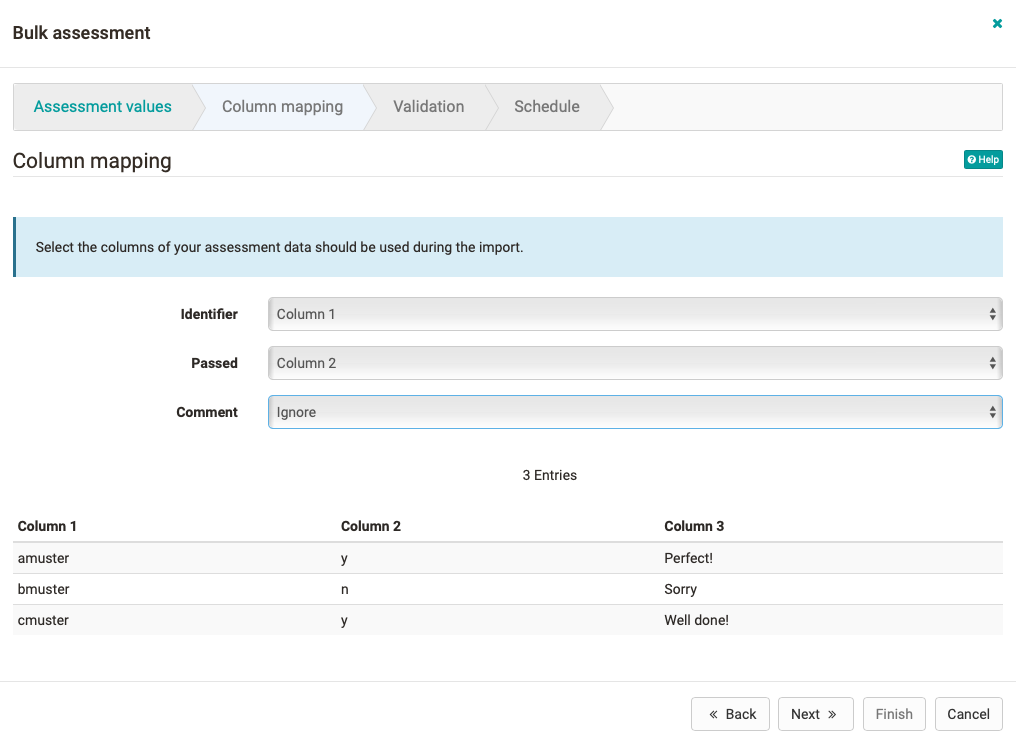 Bulk assessment
Assessment values Column mapping Validation Schedule
Column mapping Help
Select the columns of your assessment data should be used during the import.
Identifier Column 1
Passed Column 2
Comment Ignore
3 Entries
Column 1 Column 2 Column 3
amuster y Perfect!
bmuster n Sorry
cmuster y Well done!
« Back Next » Finish Cancel